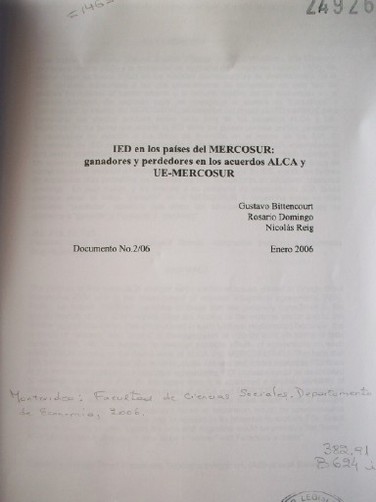 24926
IED en los países del MERCOSUR:
ganadores y perdedores en los acuerdos ALCA y
UE-MERCOSUR
Gustavo Bittencourt
Rosario Domingo
Nicolás Reig
Documento No.2/06 Enero 2006
Montevideo: Facultad de Ciencias Sociales. Departamento
de Economía, 2006.
382.91
B624